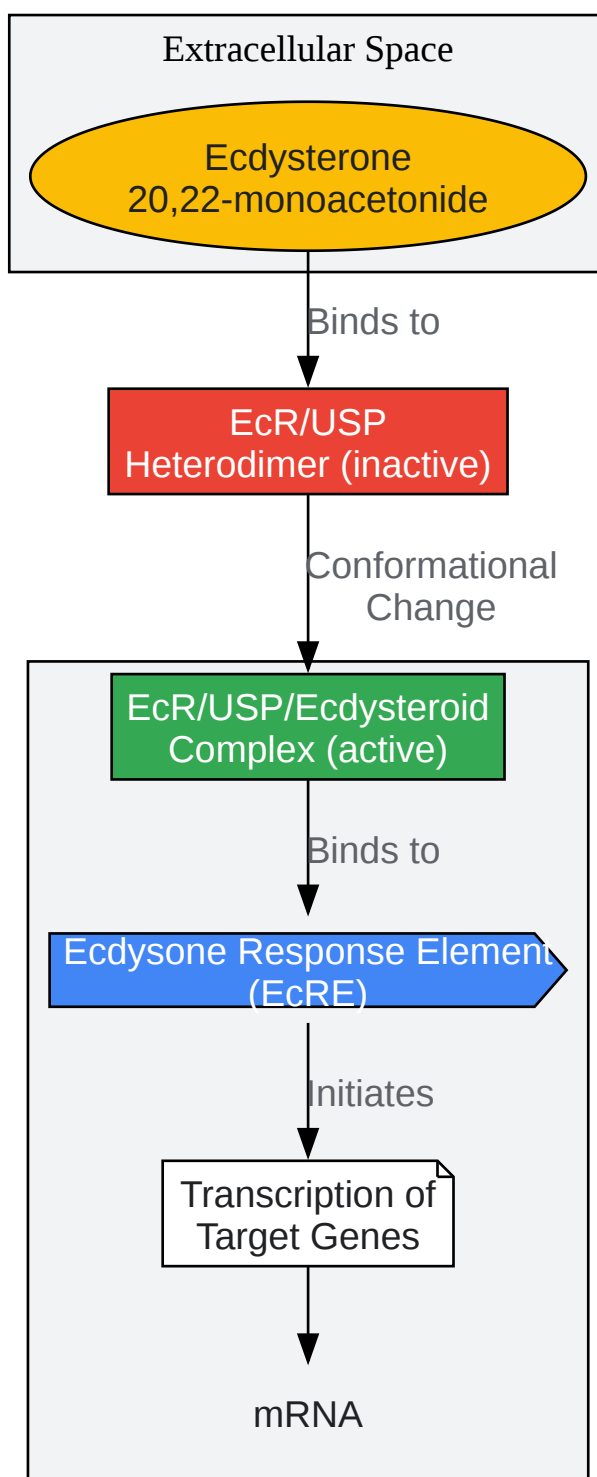 Extracellular Space
Ecdysterone
20,22-monoacetonide
Binds to
EcR/USP
Heterodimer (inactive)
Conformational
Change
EcR/USP/Ecdysteroid
Complex (active)
Binds to
Ecdysone Response Element
(EcRE)
Initiates
Transcription of
Target Genes
mRNA